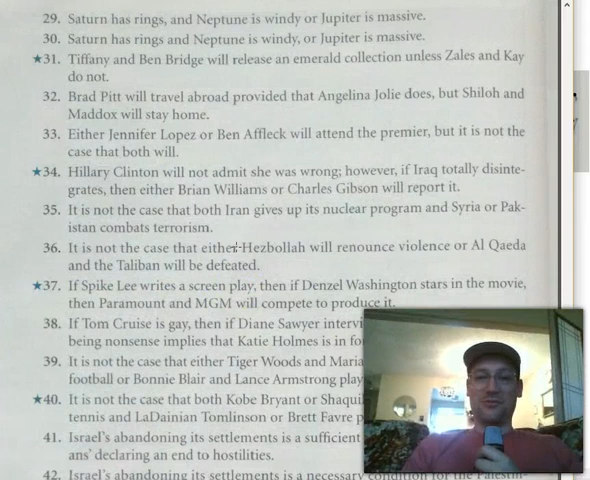 29. Saturn has rings, and Neptune is windy or Jupiter is massive.
30. Saturn has rings and Neptune is windy, or Jupiter is massive.
★31. Tiffany and Ben Bridge will release an emerald collection unless Zales and Kay
do not.
32. Brad Pitt will travel abroad provided that Angelina Jolie does, but Shiloh and
Maddox will stay home.
33. Either Jennifer Lopez or Ben Affleck will attend the premier, but it is not the
case that both will.
★34. Hillary Clinton will not admit she was wrong; however, if Iraq totally disinte-
grates, then either Brian Williams or Charles Gibson will report it.
35. It is not the case that both Iran gives up its nuclear program and Syria or Pak-
istan combats terrorism.
36. It is not the case that either Hezbollah will renounce violence or Al Qaeda
and the Taliban will be defeated.
★37. If Spike Lee writes a screen play, then if Denzel Washington stars in the movie,
then Paramount and MGM will compete to produce it.
38. If Tom Cruise is gay, then if Diane Sawyer intervi
being nonsense implies that Katie Holmes is in fo
39. It is not the case that either Tiger Woods and Maria
football or Bonnie Blair and Lance Armstrong play
★40. It is not the case that both Kobe Bryant or Shaqui
tennis and LaDainian Tomlinson or Brett Favre p
41. Israel's abandoning its settlements is a sufficient
ans' declaring an end to hostilities.
42. Israel's abandoning its settlements is a necessary condition for the Palestin-